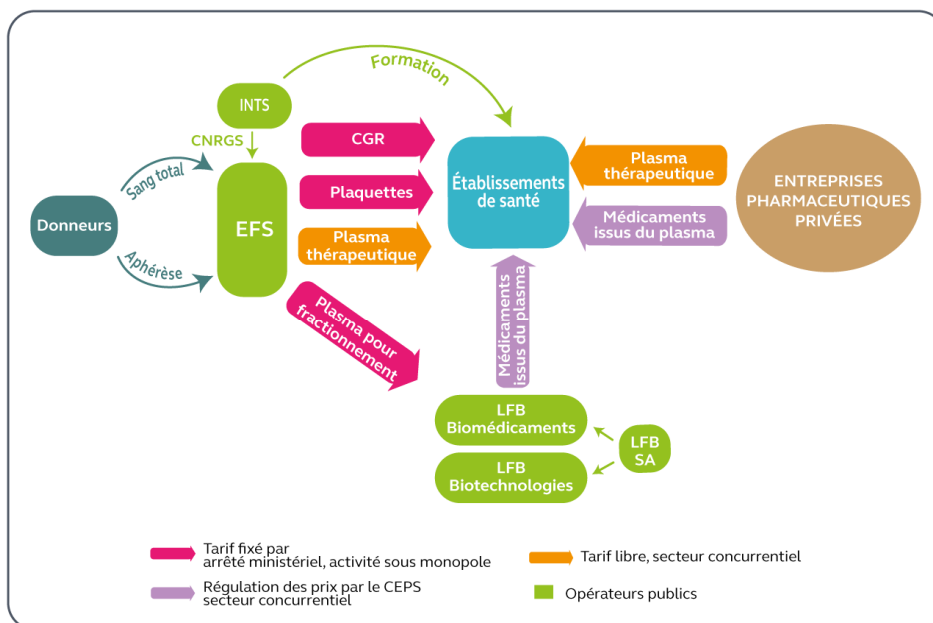 Formation
INTS
CNRGS
CGR
Sang total
Plaquettes
Établissements
de santé
Plasma
thérapeutique
ENTREPRISES
PHARMACEUTIQUES
PRIVÉES
Donneurs
EFS
Médicaments
issus du plasma
Aphérèse
Plasma
thérapeutique
Plasma pour
fractionnement
Médicaments
issus du plasma
LFB
Biomédicaments
LFB
SA
LFB
Biotechnologies
Tarif fixé par
arrêté ministériel, activité sous monopole
Tarif libre, secteur concurrentiel
Régulation des prix par le CEPS
secteur concurrentiel
Opérateurs publics